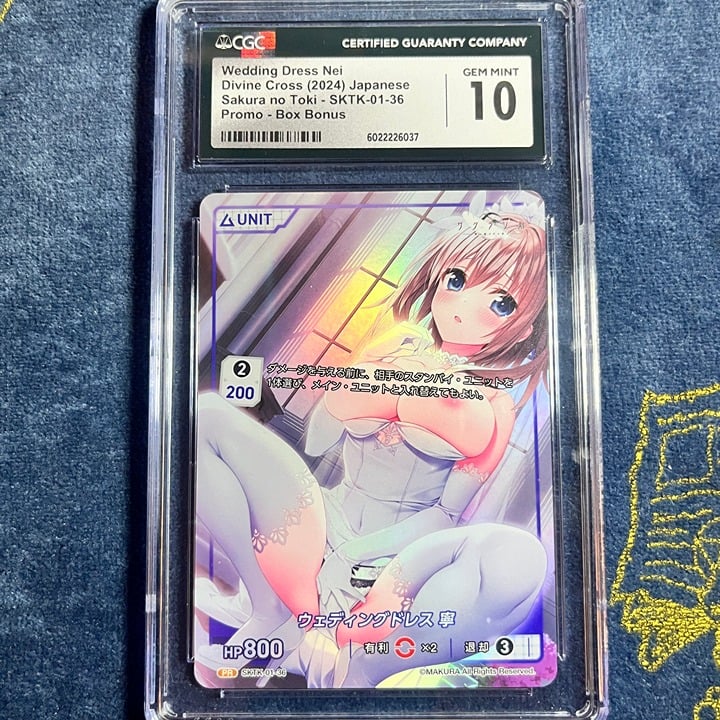 CGC
CERTIFIED GUARANTY COMPANY
Wedding Dress Nei
Divine Cross (2024) Japanese
Sakura no Toki - SKTK-01-36
Promo - Box Bonus
GEM MINT
10
6022226037
UNIT
2
200
ダメージを与える前に、相手のスタンバイ・ユニットを
1体選び、メイン・ユニットと入れ替えてもよい。
ウェディングドレス 寧
HP800
有利 ×2
退却 3
PR SKTK-01-36
©MAKURA All Rights Reserved.